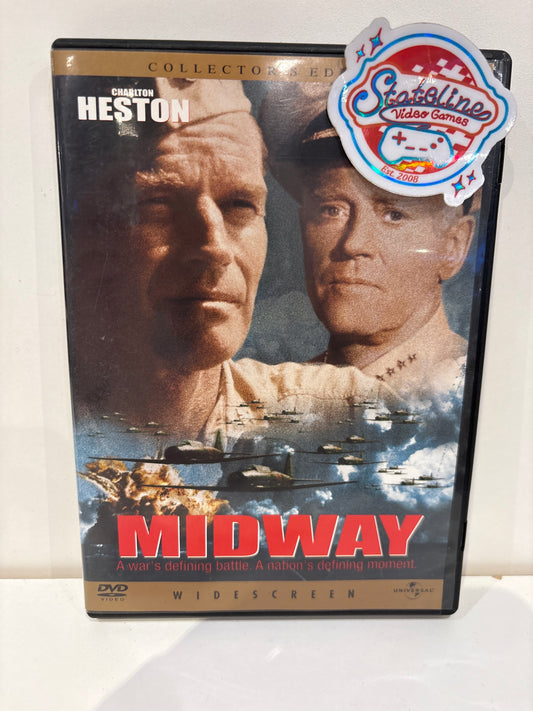 COLLECTOR'S
CHARLTON
HESTON
Stateline
Video Games
Est. 2008
MIDWAY
A war's defining battle. A nation's defining moment.
DVD
VIDEO
WIDESCREEN
UNIVERSAL